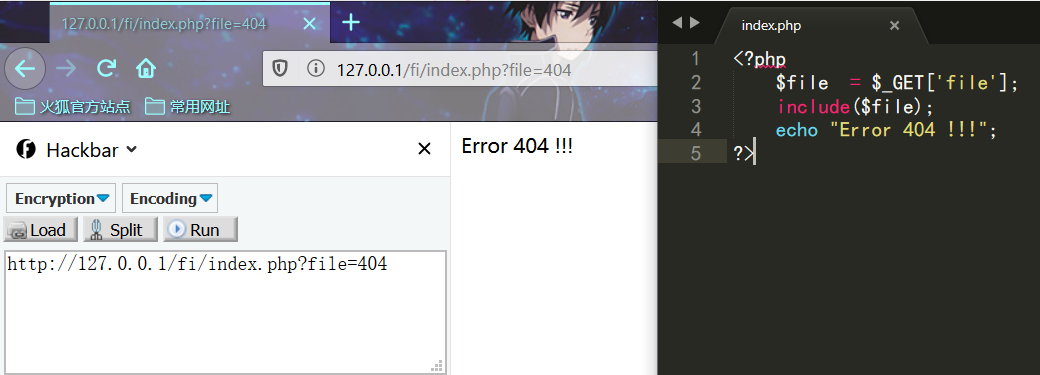 127.0.0.1/fi/index.php?file=404
127.0.0.1/fi/index.php?file=404
火狐官方站点 常用网址
Hackbar
Encryption Encoding
Load Split Run
http://127.0.0.1/fi/index.php?file=404
Error 404 !!!
index.php
1 <?php
2 $file = $_GET['file'];
3 include($file);
4 echo "Error 404 !!!";
5 ?>